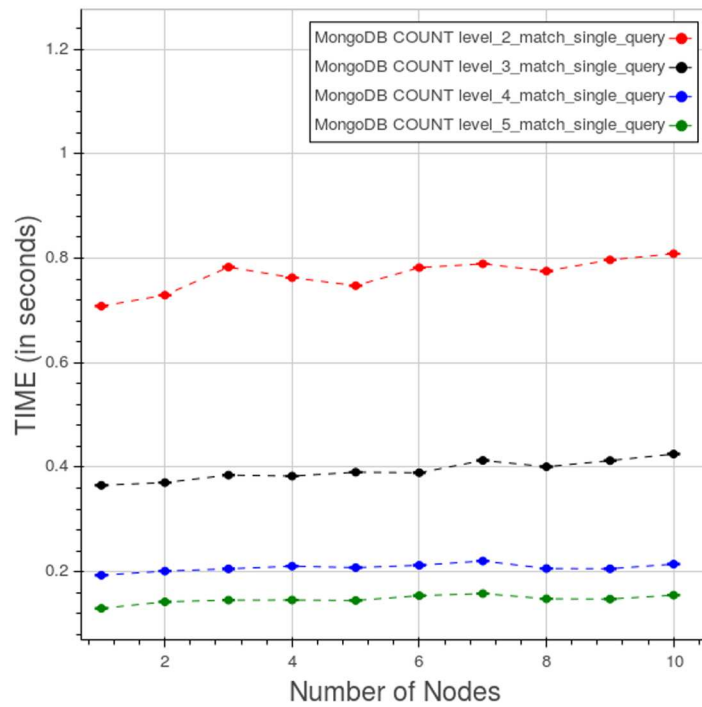 MongoDB COUNT level_2_match_single_query
MongoDB COUNT level_3_match_single_query
MongoDB COUNT level_4_match_single_query
MongoDB COUNT level_5_match_single_query
1.2
1
0.8
0.6
0.4
0.2
TIME (in seconds)
2 4 6 8 10
Number of Nodes